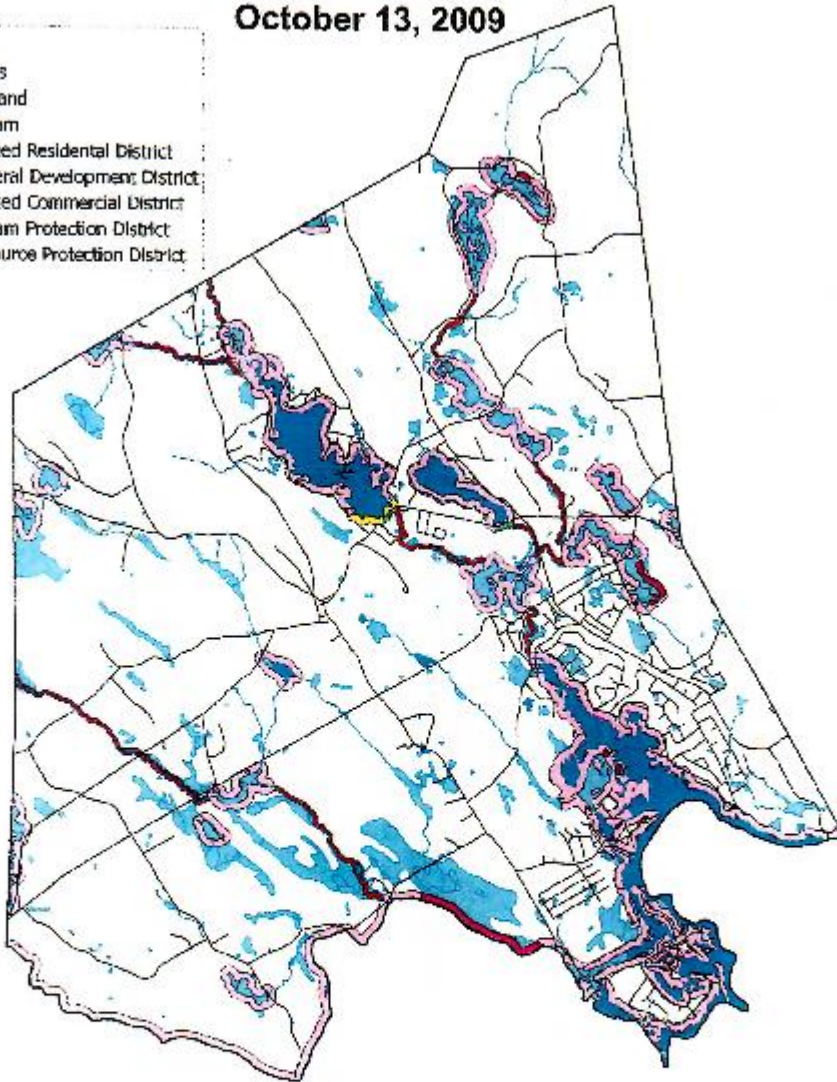 October 13, 2009
s
and
am
ed Residental District
eral Development District
ed Commercial District
am Protection District
ource Protection District